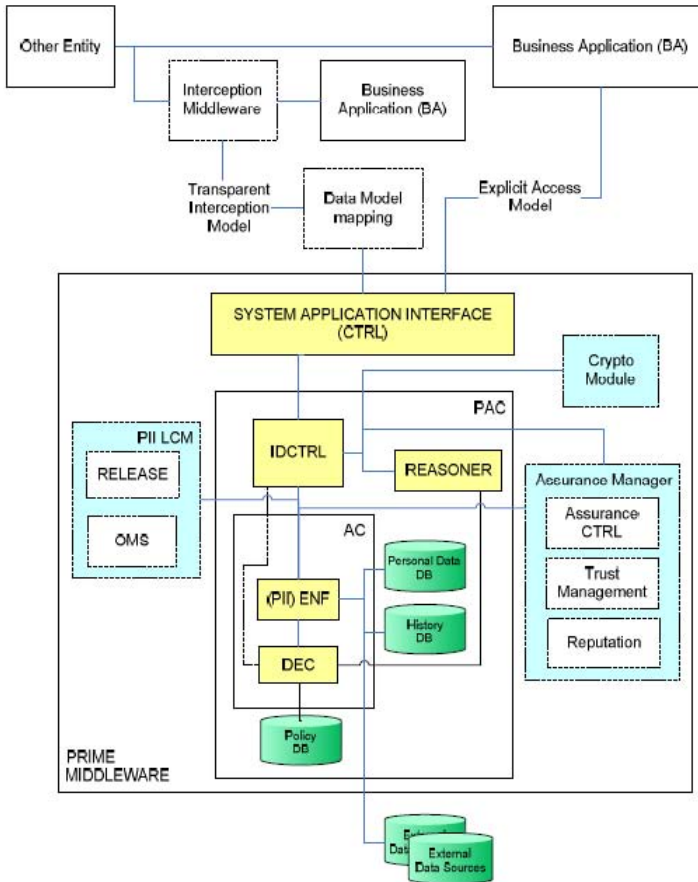 Other Entity
Business Application (BA)
Interception
Middleware
Business
Application (BA)
Transparent
Interception
Model
Data Model
mapping
Explicit Access
Model
SYSTEM APPLICATION INTERFACE
(CTRL)
Crypto
Module
PAC
PII LCM
RELEASE
OMS
IDCTRL
REASONER
Assurance Manager
Assurance
CTRL
Trust
Management
Reputation
AC
(PII) ENF
DEC
Personal Data
DB
History
DB
Policy
DB
PRIME
MIDDLEWARE
External
Data Sources